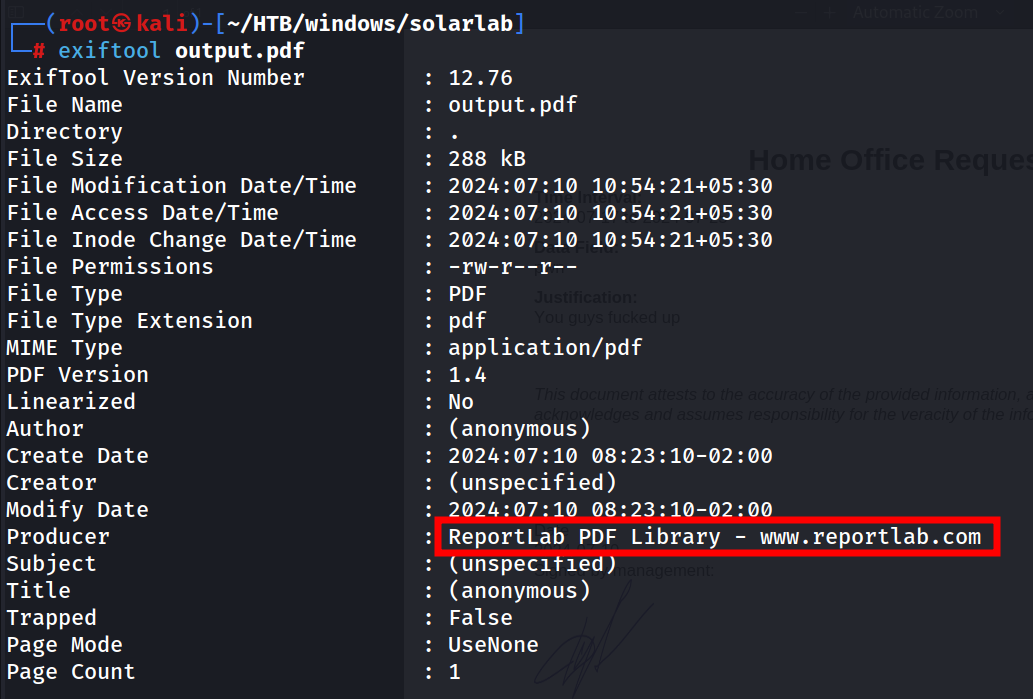 Automatic Zoom
┌──(root㉿kali)-[~/HTB/windows/solarlab]
└─# exiftool output.pdf
ExifTool Version Number : 12.76
File Name : output.pdf
Directory : .
File Size : 288 kB
File Modification Date/Time : 2024:07:10 10:54:21+05:30
File Access Date/Time : 2024:07:10 10:54:21+05:30
File Inode Change Date/Time : 2024:07:10 10:54:21+05:30
File Permissions : -rw-r--r--
File Type : PDF
File Type Extension : pdf
MIME Type : application/pdf
PDF Version : 1.4
Linearized : No
Author : (anonymous)
Create Date : 2024:07:10 08:23:10-02:00
Creator : (unspecified)
Modify Date : 2024:07:10 08:23:10-02:00
Producer : ReportLab PDF Library - www.reportlab.com
Subject : (unspecified)
Title : (anonymous)
Trapped : False
Page Mode : UseNone
Page Count : 1
Home Office Reques
Time Interval:
Justification:
You guys fucked up
This document attests to the accuracy of the provided information,
acknowledges and assumes responsibility for the veracity of the
management: